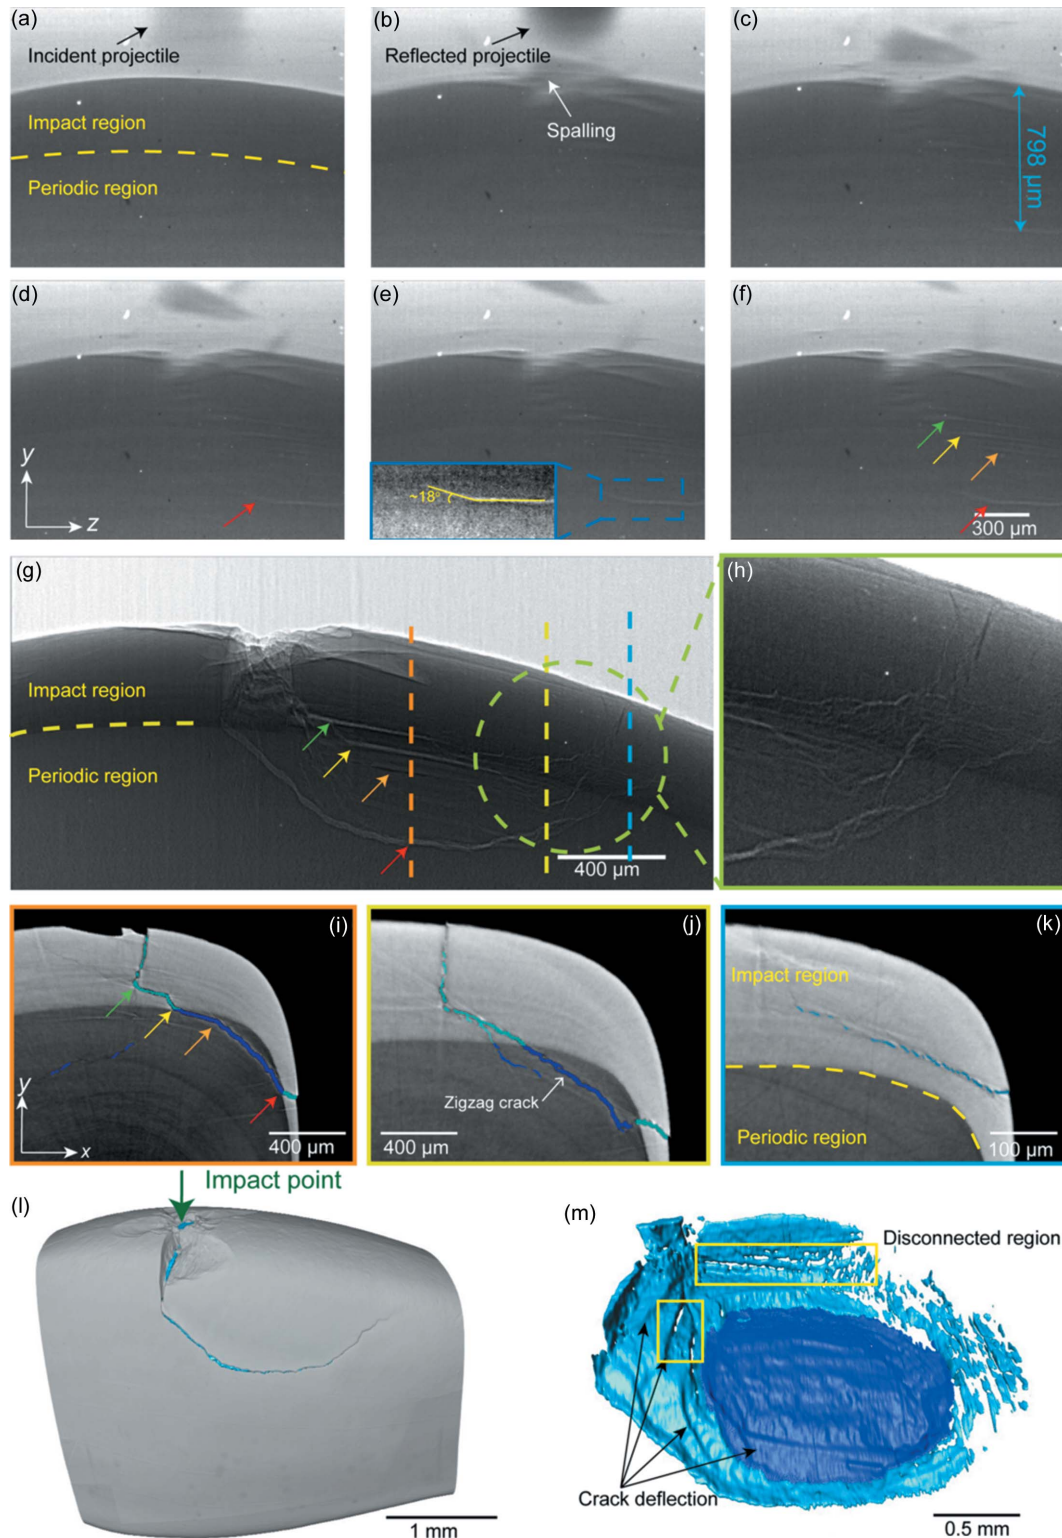 (a)
Incident projectile
Impact region
Periodic region
(b)
Reflected projectile
Spalling
(c)
798 μm
(d)
y
z
(e)
~18°
(f)
300 μm
(g)
Impact region
Periodic region
400 μm
(h)
(i)
y
x
400 μm
(j)
Zigzag crack
400 μm
(k)
Impact region
Periodic region
100 μm
Impact point
(l)
1 mm
(m)
Disconnected region
Crack deflection
0.5 mm